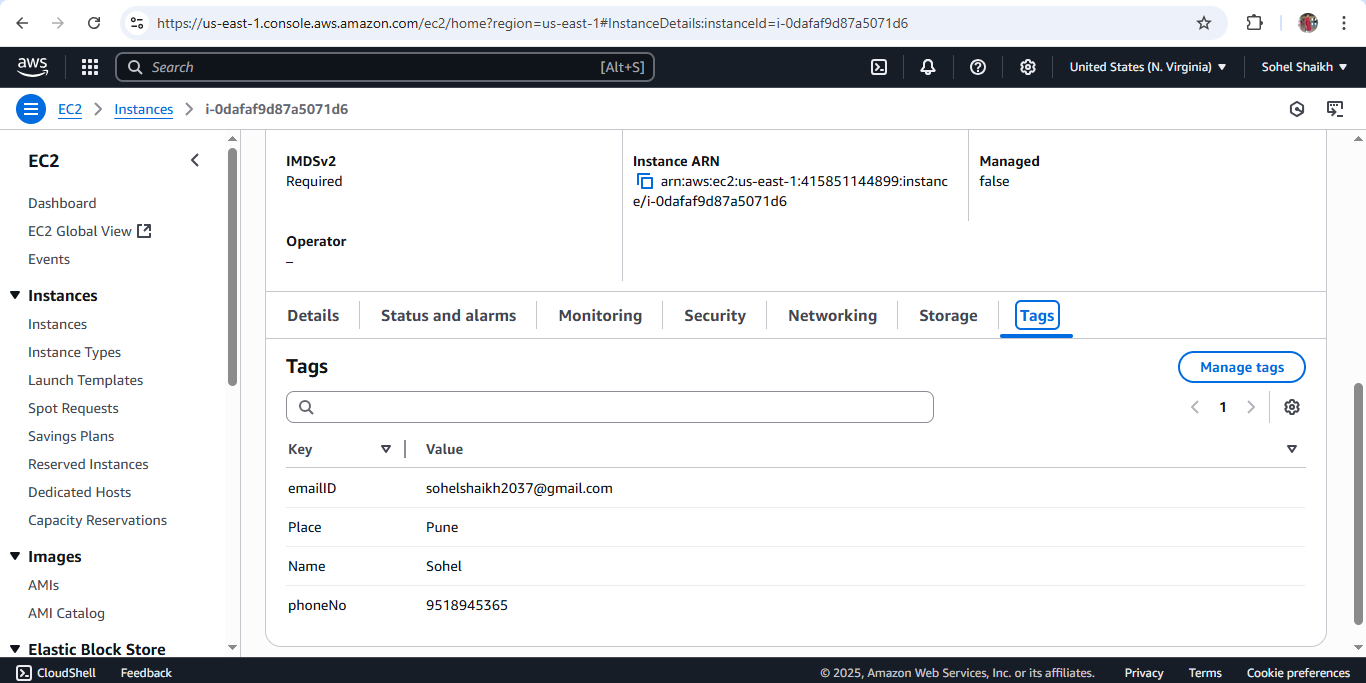 https://us-east-1.console.aws.amazon.com/ec2/home?region=us-east-1#InstanceDetails:instanceId=i-0dafaf9d87a5071d6
aws
Search [Alt+S]
United States (N. Virginia)
Sohel Shaikh
EC2
Instances
i-0dafaf9d87a5071d6
EC2
Dashboard
EC2 Global View
Events
Instances
Instances
Instance Types
Launch Templates
Spot Requests
Savings Plans
Reserved Instances
Dedicated Hosts
Capacity Reservations
Images
AMIs
AMI Catalog
Elastic Block Store
IMDSv2
Required
Instance ARN
arn:aws:ec2:us-east-1:415851144899:instanc
e/i-0dafaf9d87a5071d6
Managed
false
Operator
–
Details Status and alarms Monitoring Security Networking Storage Tags
Tags
Manage tags
1
Key Value
emailID sohelshaikh2037@gmail.com
Place Pune
Name Sohel
phoneNo 9518945365
CloudShell Feedback
© 2025, Amazon Web Services, Inc. or its affiliates. Privacy Terms Cookie preferences